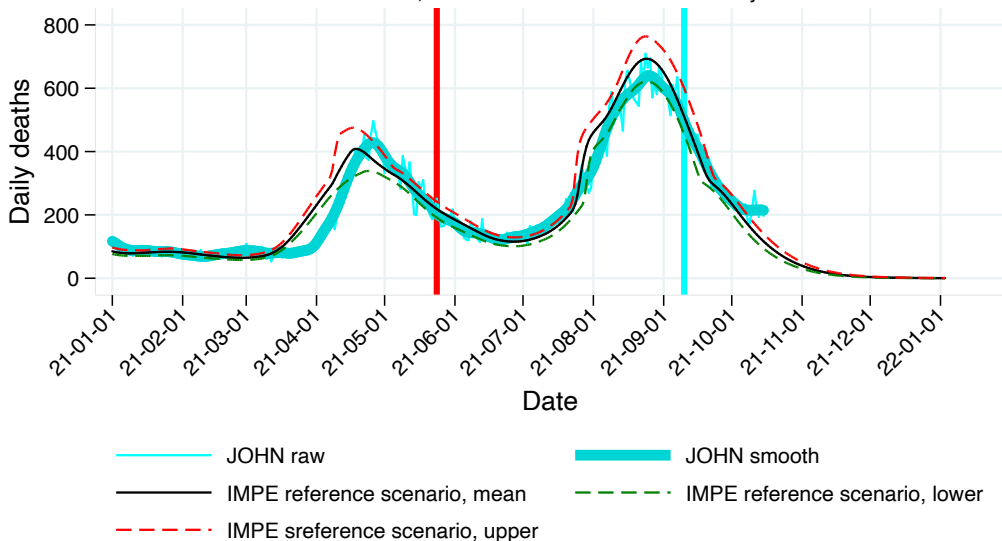 Daily deaths
800
600
400
200
0
21-01-01
21-02-01
21-03-01
21-04-01
21-05-01
21-06-01
21-07-01
21-08-01
21-09-01
21-10-01
21-11-01
21-12-01
22-01-01
Date
JOHN raw
JOHN smooth
IMPE reference scenario, mean
IMPE reference scenario, lower
IMPE sreference scenario, upper